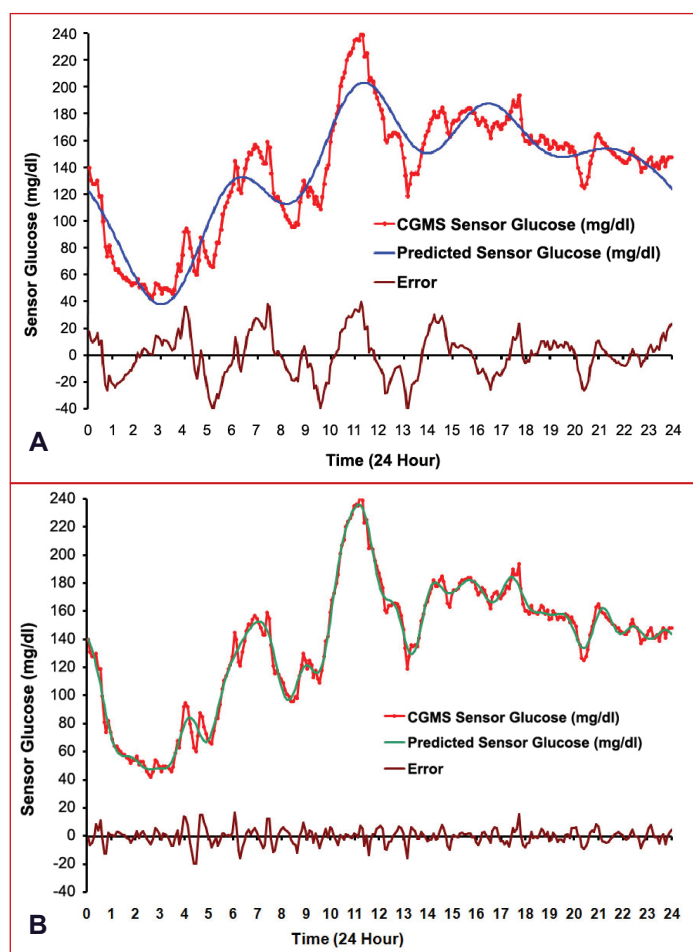 240
220
200
180
160
140
120
100
80
60
40
20
0
-20
-40
Sensor Glucose (mg/dl)
CGMS Sensor Glucose (mg/dl)
Predicted Sensor Glucose (mg/dl)
Error
0 1 2 3 4 5 6 7 8 9 10 11 12 13 14 15 16 17 18 19 20 21 22 23 24
A
Time (24 Hour)
240
220
200
180
160
140
120
100
80
60
40
20
0
-20
-40
Sensor Glucose (mg/dl)
CGMS Sensor Glucose (mg/dl)
Predicted Sensor Glucose (mg/dl)
Error
0 1 2 3 4 5 6 7 8 9 10 11 12 13 14 15 16 17 18 19 20 21 22 23 24
B
Time (24 Hour)